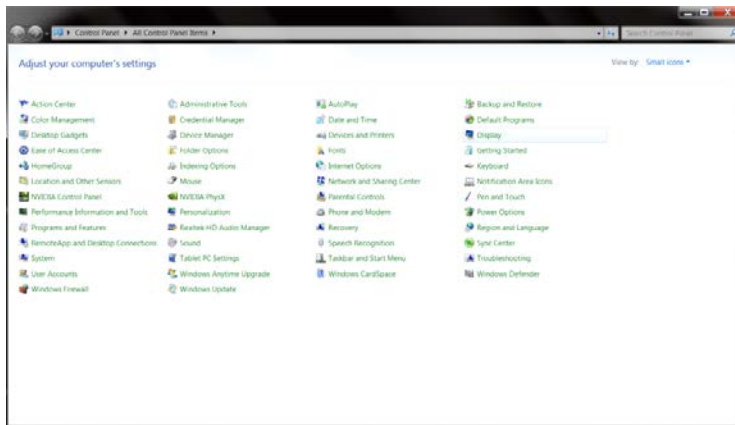 Control Panel ▸ All Control Panel Items ▸
Search Control Panel
Adjust your computer's settings
View by: Small icons
Action Center
Administrative Tools
AutoPlay
Backup and Restore
Color Management
Credential Manager
Date and Time
Default Programs
Desktop Gadgets
Device Manager
Devices and Printers
Display
Ease of Access Center
Folder Options
Fonts
Getting Started
HomeGroup
Indexing Options
Internet Options
Keyboard
Location and Other Sensors
Mouse
Network and Sharing Center
Notification Area Icons
NVIDIA Control Panel
NVIDIA PhysX
Parental Controls
Pen and Touch
Performance Information and Tools
Personalization
Phone and Modem
Power Options
Programs and Features
Realtek HD Audio Manager
Recovery
Region and Language
RemoteApp and Desktop Connections
Sound
Speech Recognition
Sync Center
System
Tablet PC Settings
Taskbar and Start Menu
Troubleshooting
User Accounts
Windows Anytime Upgrade
Windows CardSpace
Windows Defender
Windows Firewall
Windows Update